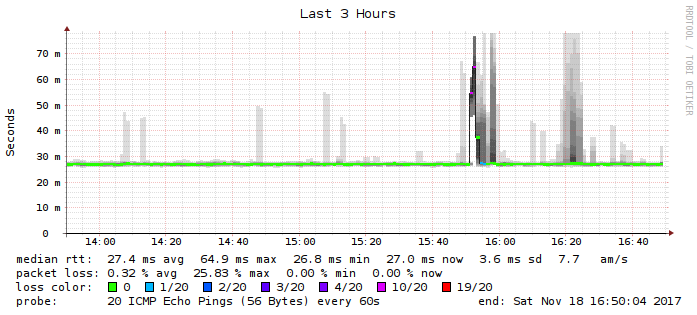 Last 3 Hours
RRDTOOL / TOBI OETIKER
Seconds
70 m
60 m
50 m
40 m
30 m
20 m
10 m
0
14:00 14:20 14:40 15:00 15:20 15:40 16:00 16:20 16:40
median rtt: 27.4 ms avg 64.9 ms max 26.8 ms min 27.0 ms now 3.6 ms sd 7.7 am/s
packet loss: 0.32 % avg 25.83 % max 0.00 % min 0.00 % now
loss color: 0 1/20 2/20 3/20 4/20 10/20 19/20
probe: 20 ICMP Echo Pings (56 Bytes) every 60s end: Sat Nov 18 16:50:04 2017